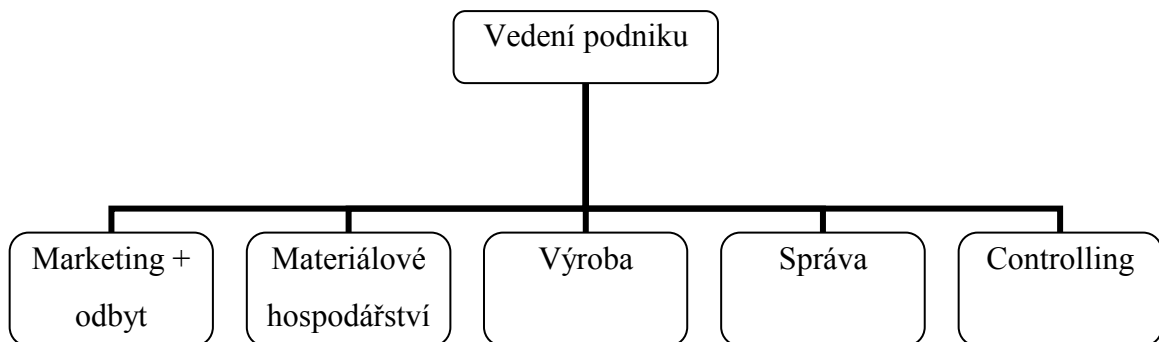 Vedení podniku
Marketing +
odbyt
Materiálové
hospodářství
Výroba
Správa
Controlling